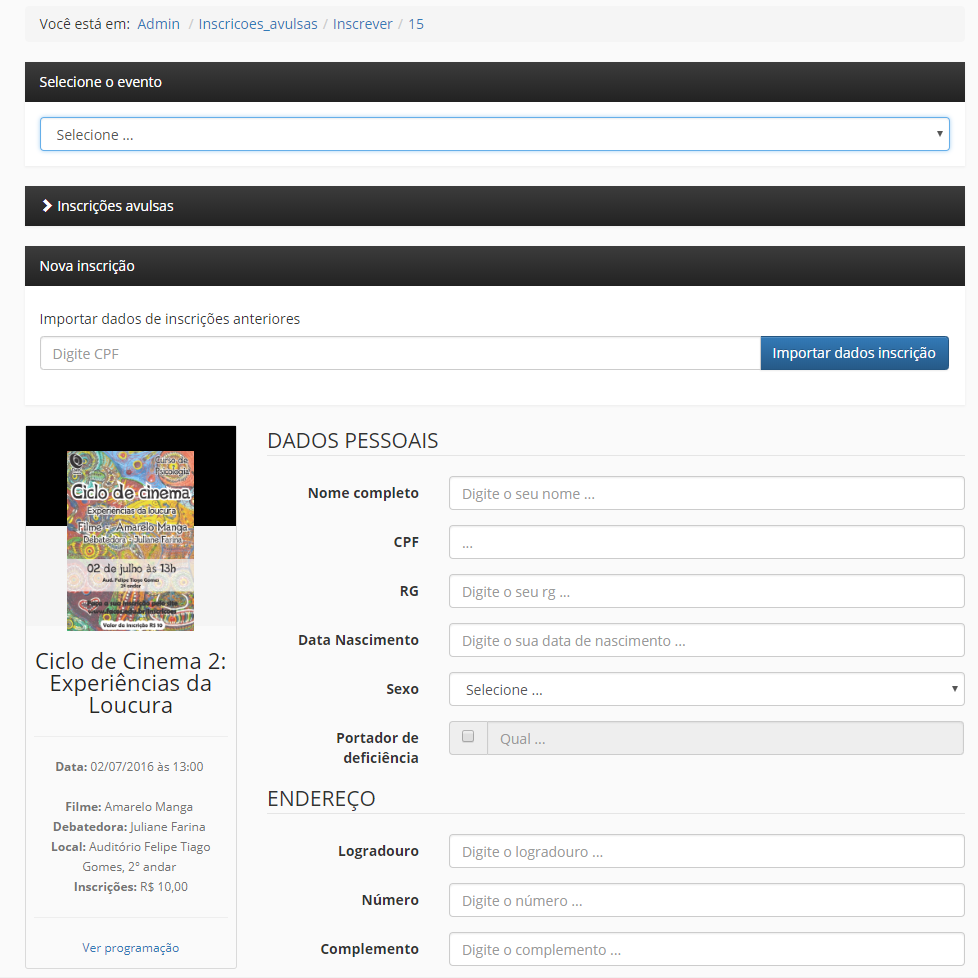 Você está em: Admin / Inscricoes_avulsas / Inscrever / 15
Selecione o evento
Selecione ...
Inscrições avulsas
Nova inscrição
Importar dados de inscrições anteriores
Digite CPF
Importar dados inscrição
Curso de
Psicologia
Ciclo de cinema
Experiências da loucura
Filme - Amarelo Manga
Debatedora - Juliane Farina
02 de julho às 13h
Aud. Felipe Tiago Gomes
2º andar
Valor da inscrição R$ 10
Ciclo de Cinema 2:
Experiências da
Loucura
Data: 02/07/2016 às 13:00
Filme: Amarelo Manga
Debatedora: Juliane Farina
Local: Auditório Felipe Tiago
Gomes, 2º andar
Inscrições: R$ 10,00
Ver programação
DADOS PESSOAIS
Nome completo
Digite o seu nome ...
CPF
...
RG
Digite o seu rg ...
Data Nascimento
Digite o sua data de nascimento ...
Sexo
Selecione ...
Portador de
deficiência
Qual ...
ENDEREÇO
Logradouro
Digite o logradouro ...
Número
Digite o número ...
Complemento
Digite o complemento ...